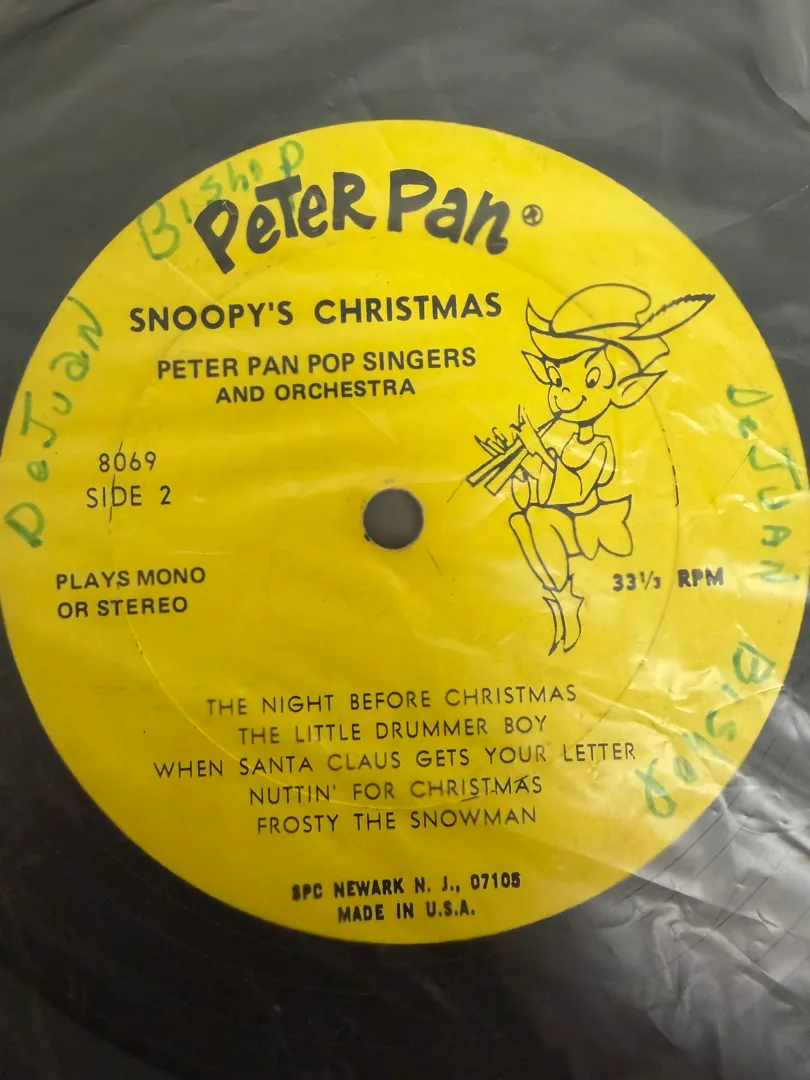 Bishop
PeTeR Pan®
DeJuan
SNOOPY'S CHRISTMAS
PETER PAN POP SINGERS
AND ORCHESTRA
8069
SIDE 2
DeJUAN
PLAYS MONO
OR STEREO
33⅓ RPM
Bishop
THE NIGHT BEFORE CHRISTMAS
THE LITTLE DRUMMER BOY
WHEN SANTA CLAUS GETS YOUR LETTER
NUTTIN' FOR CHRISTMAS
FROSTY THE SNOWMAN
SPC NEWARK N. J., 07105
MADE IN U.S.A.